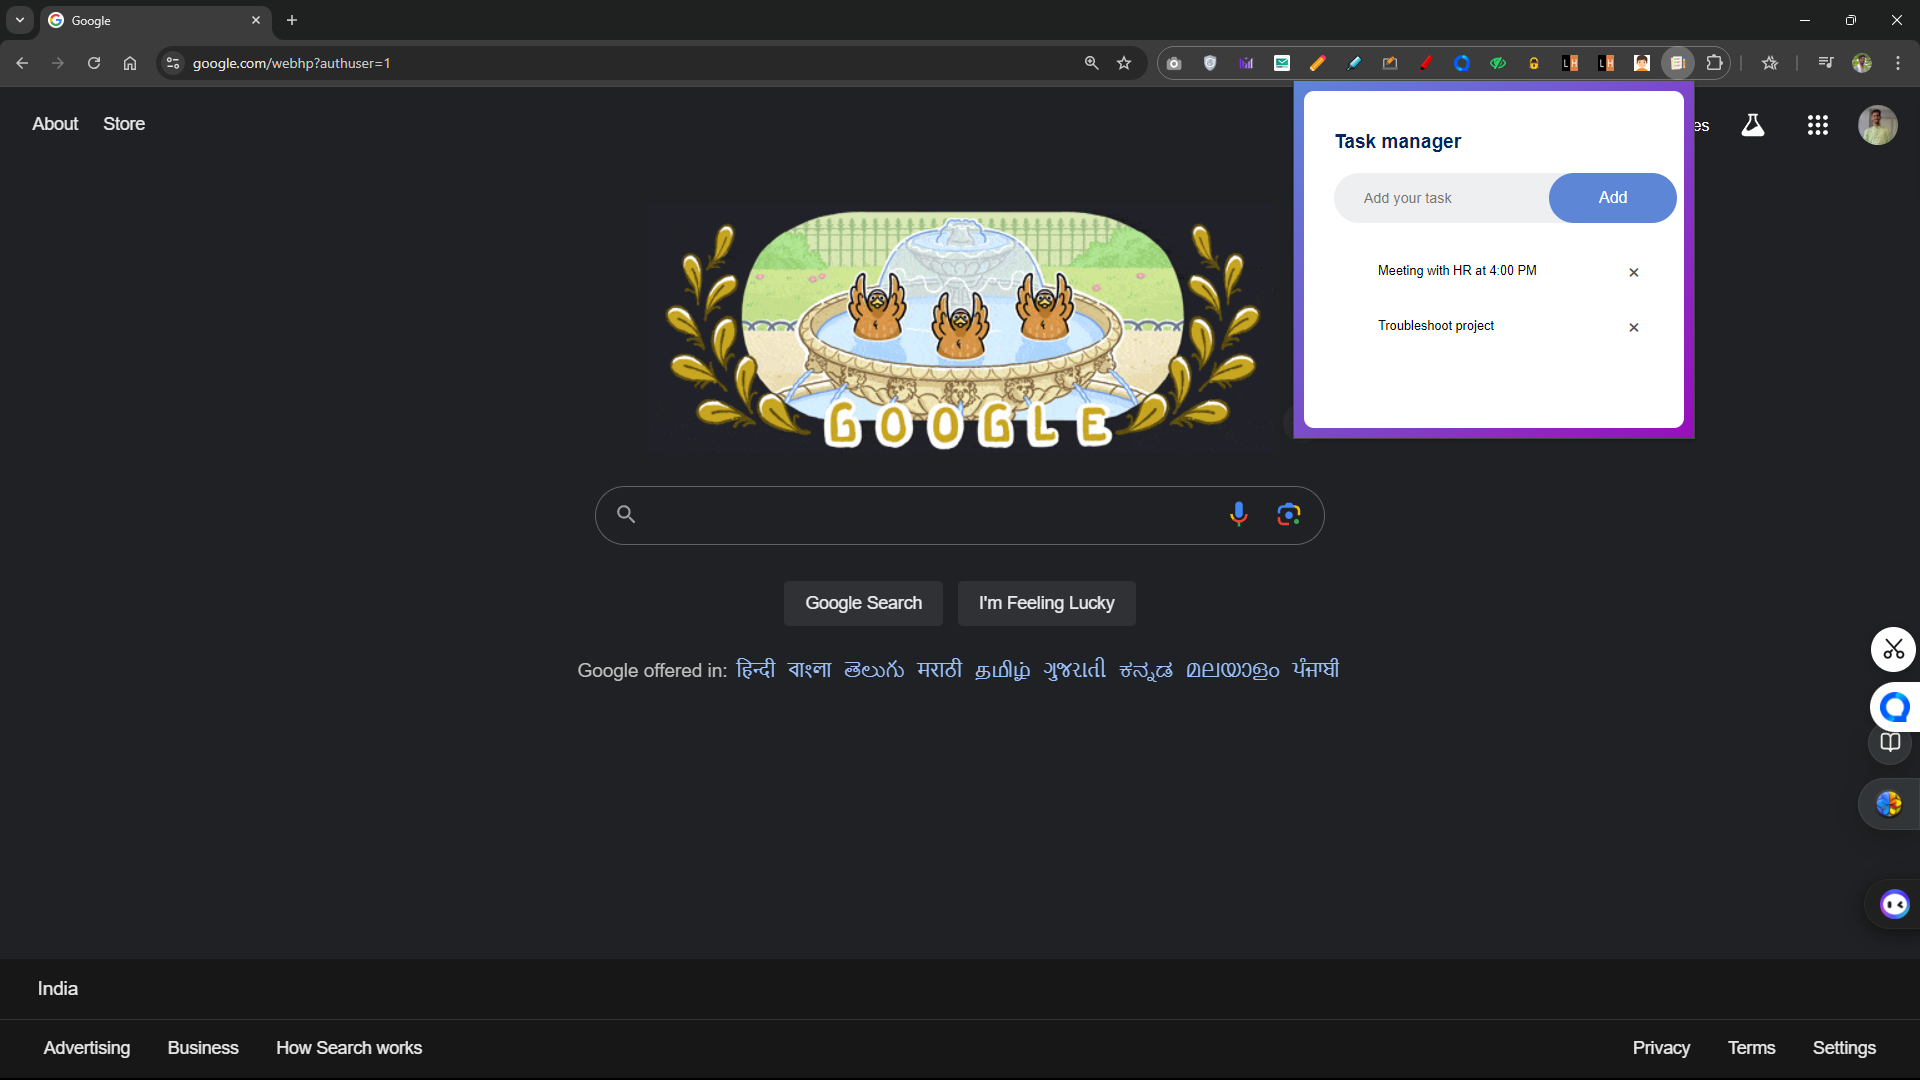 Google
google.com/webhp?authuser=1
About
Store
es
Task manager
Add your task
Add
Meeting with HR at 4:00 PM
Troubleshoot project
GOOGLE
Google Search
I'm Feeling Lucky
Google offered in: हिन्दी বাংলা తెలుగు मराठी தமிழ் ગુજરાતી ಕನ್ನಡ മലയാളം ਪੰਜਾਬੀ
India
Advertising
Business
How Search works
Privacy
Terms
Settings